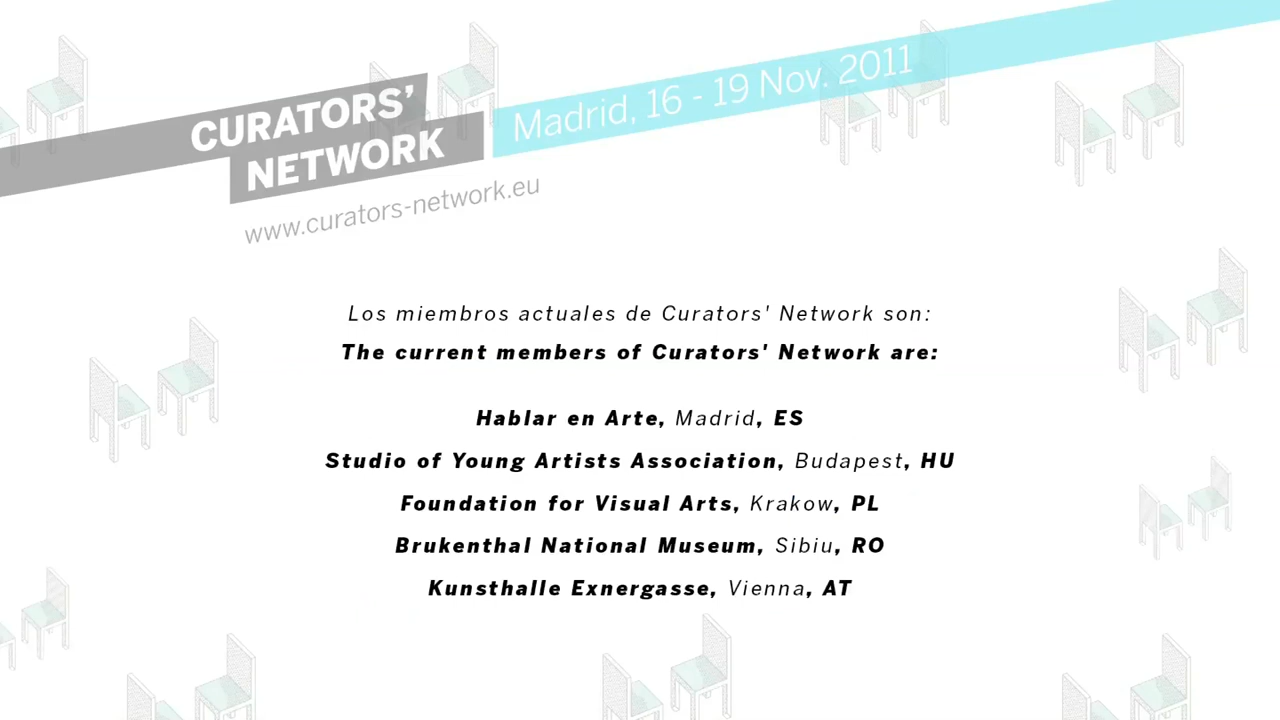 CURATORS’
NETWORK
Madrid, 16 - 19 Nov. 2011
www.curators-network.eu
Los miembros actuales de Curators' Network son:
The current members of Curators' Network are:
Hablar en Arte, Madrid, ES
Studio of Young Artists Association, Budapest, HU
Foundation for Visual Arts, Krakow, PL
Brukenthal National Museum, Sibiu, RO
Kunsthalle Exnergasse, Vienna, AT